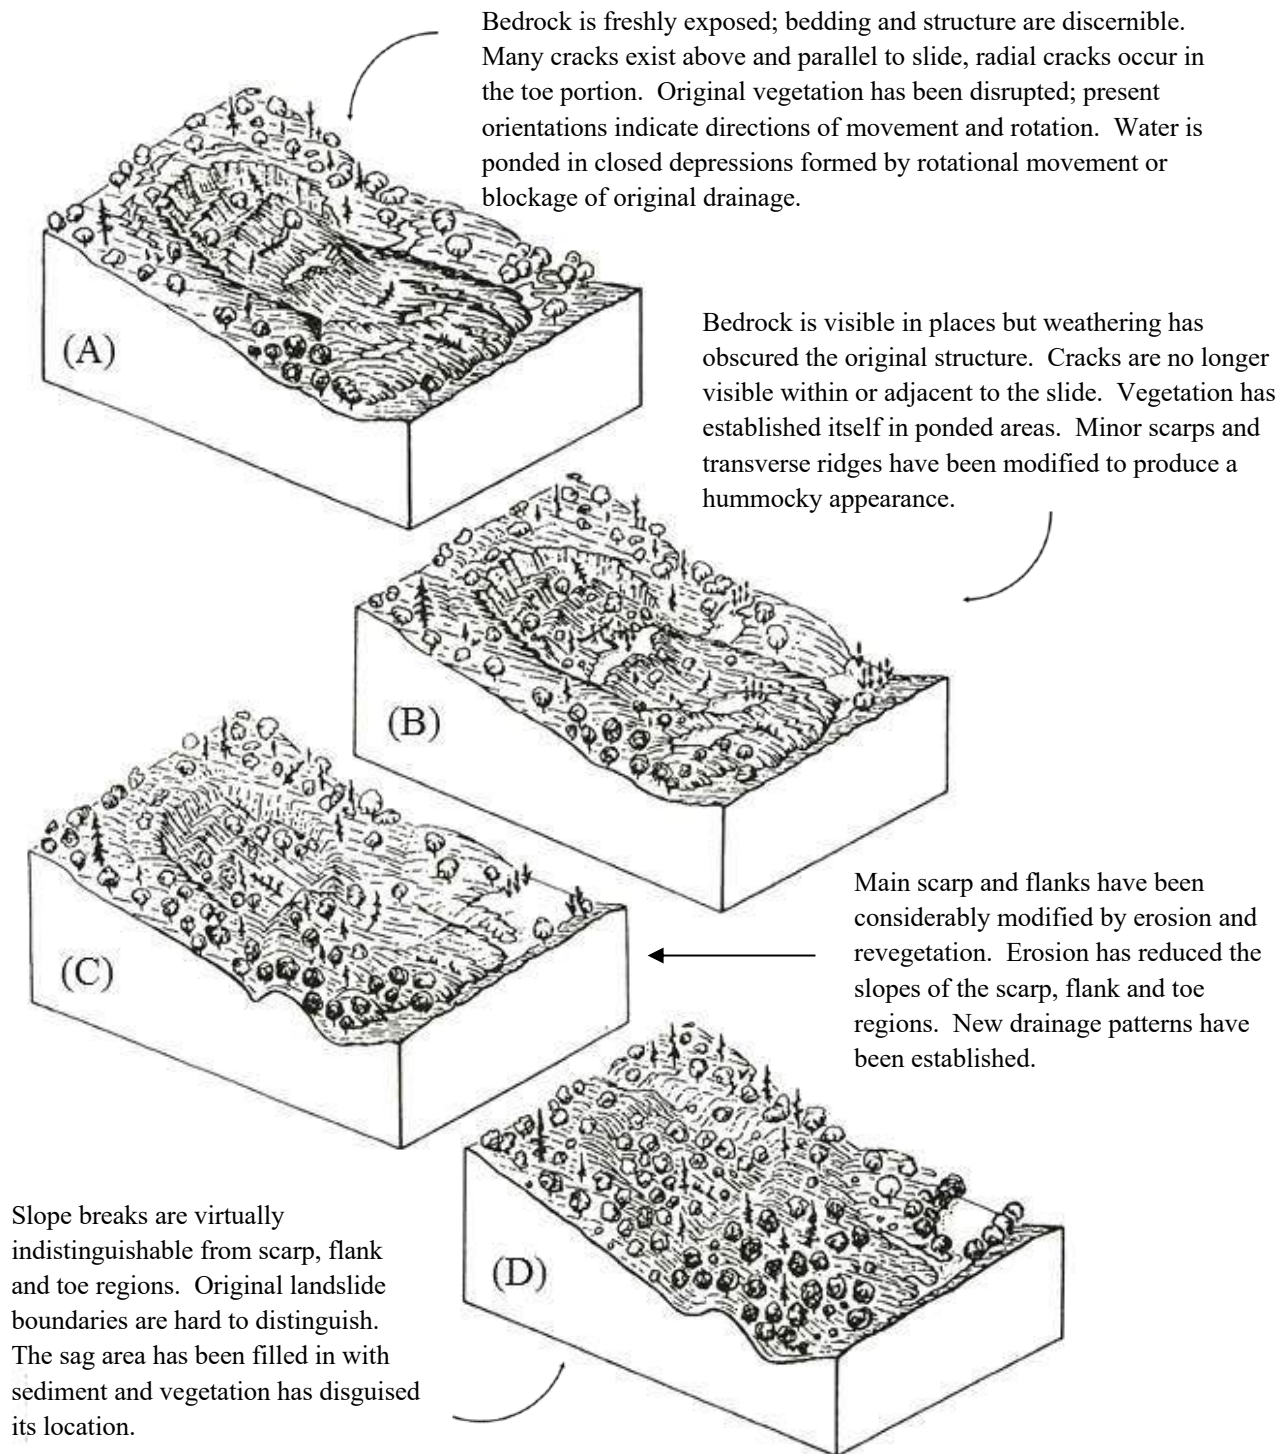 Bedrock is freshly exposed; bedding and structure are discernible.
Many cracks exist above and parallel to slide, radial cracks occur in
the toe portion.  Original vegetation has been disrupted; present
orientations indicate directions of movement and rotation.  Water is
ponded in closed depressions formed by rotational movement or
blockage of original drainage.
(A)
Bedrock is visible in places but weathering has
obscured the original structure.  Cracks are no longer
visible within or adjacent to the slide.  Vegetation has
established itself in ponded areas.  Minor scarps and
transverse ridges have been modified to produce a
hummocky appearance.
(B)
(C)
Main scarp and flanks have been
considerably modified by erosion and
revegetation.  Erosion has reduced the
slopes of the scarp, flank and toe
regions.  New drainage patterns have
been established.
Slope breaks are virtually
indistinguishable from scarp, flank
and toe regions.  Original landslide
boundaries are hard to distinguish.
The sag area has been filled in with
sediment and vegetation has disguised
its location.
(D)